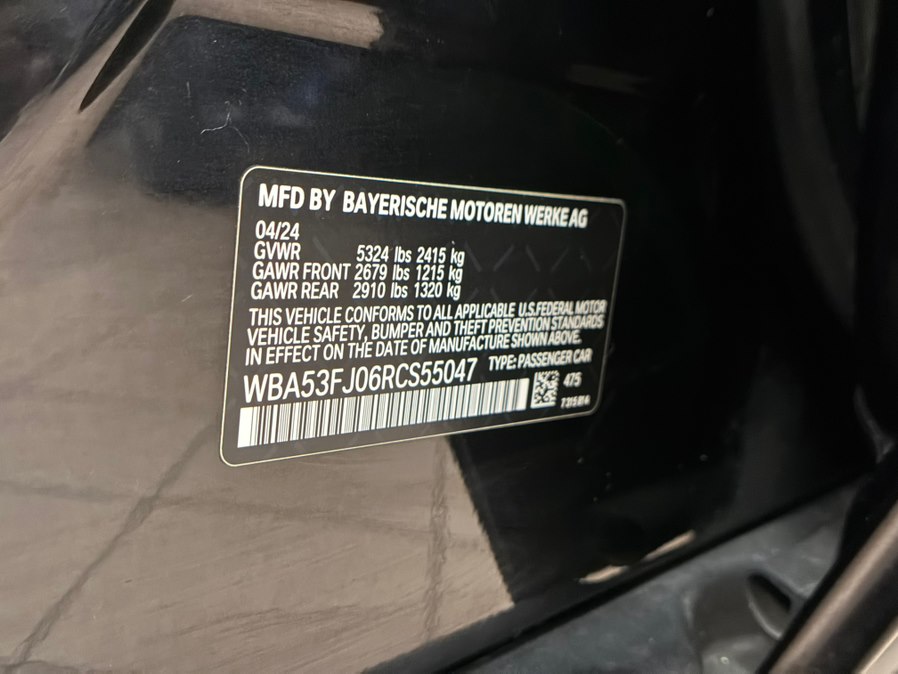 MFD BY BAYERISCHE MOTOREN WERKE AG
04/24
GVWR 5324 lbs 2415 kg
GAWR FRONT 2679 lbs 1215 kg
GAWR REAR 2910 lbs 1320 kg
THIS VEHICLE CONFORMS TO ALL APPLICABLE U.S.FEDERAL MOTOR
VEHICLE SAFETY, BUMPER AND THEFT PREVENTION STANDARDS
IN EFFECT ON THE DATE OF MANUFACTURE SHOWN ABOVE.
WBA53FJ06RCS55047 TYPE: PASSENGER CAR
475
7315814